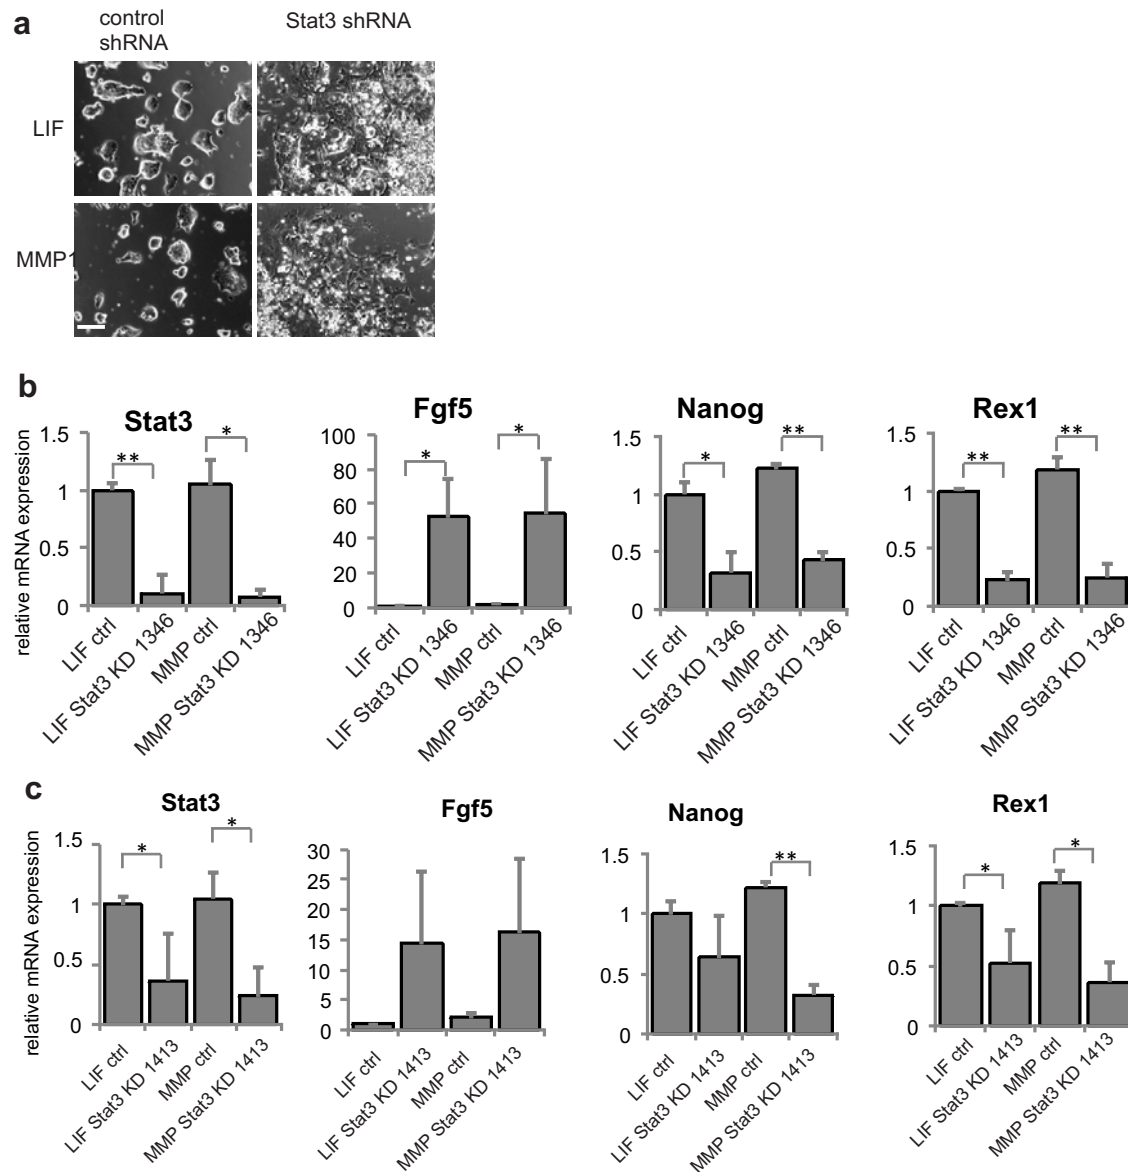 a
control
shRNA
Stat3 shRNA
LIF
MMP1
b
relative mRNA expression
Stat3
1.5
1
0.5
0
**
*
LIF ctrl
LIF Stat3 KD 1346
MMP ctrl
MMP Stat3 KD 1346
Fgf5
100
80
60
40
20
0
*
*
LIF ctrl
LIF Stat3 KD 1346
MMP ctrl
MMP Stat3 KD 1346
Nanog
1.5
1
0.5
0
*
**
LIF ctrl
LIF Stat3 KD 1346
MMP ctrl
MMP Stat3 KD 1346
Rex1
1.5
1
0.5
0
**
**
LIF ctrl
LIF Stat3 KD 1346
MMP ctrl
MMP Stat3 KD 1346
c
relative mRNA expression
Stat3
1.5
1
0.5
0
*
*
LIF ctrl
LIF Stat3 KD 1413
MMP ctrl
MMP Stat3 KD 1413
Fgf5
30
25
20
15
10
5
0
LIF ctrl
LIF Stat3 KD 1413
MMP ctrl
MMP Stat3 KD 1413
Nanog
1.5
1
0.5
0
**
LIF ctrl
LIF Stat3 KD 1413
MMP ctrl
MMP Stat3 KD 1413
Rex1
1.5
1
0.5
0
*
*
LIF ctrl
LIF Stat3 KD 1413
MMP ctrl
MMP Stat3 KD 1413